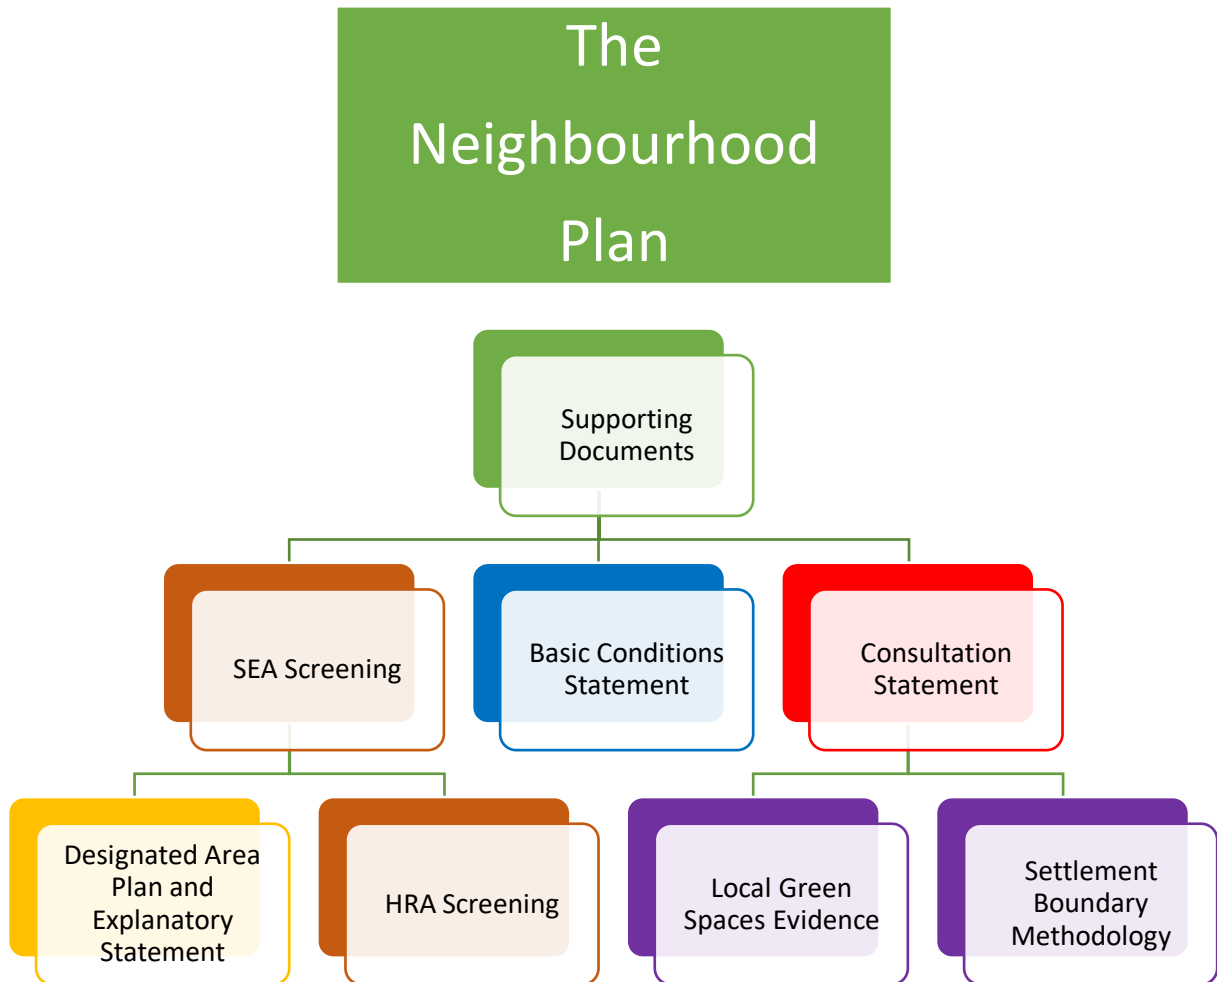 The
Neighbourhood
Plan
Supporting
Documents
SEA Screening
Basic Conditions
Statement
Consultation
Statement
Designated Area
Plan and
Explanatory
Statement
HRA Screening
Local Green
Spaces Evidence
Settlement
Boundary
Methodology